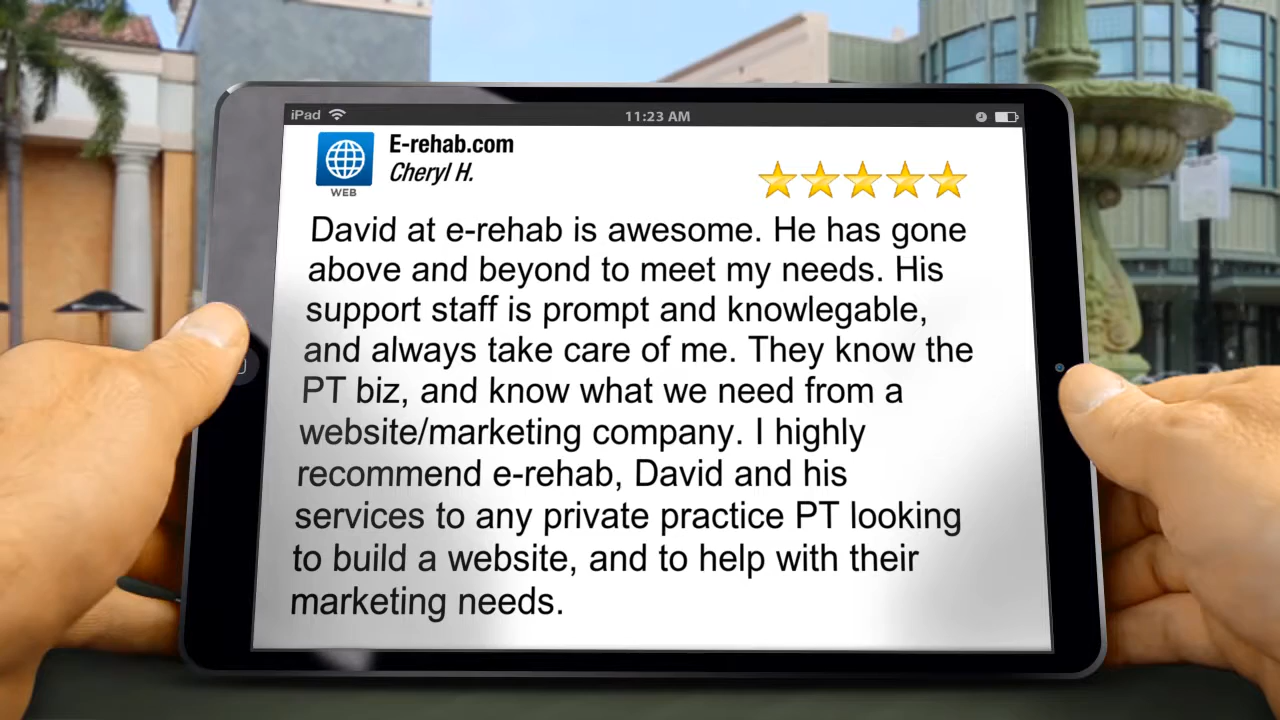 iPad
11:23 AM
E-rehab.com
Cheryl H.
WEB
David at e-rehab is awesome. He has gone
above and beyond to meet my needs. His
support staff is prompt and knowlegable,
and always take care of me. They know the
PT biz, and know what we need from a
website/marketing company. I highly
recommend e-rehab, David and his
services to any private practice PT looking
to build a website, and to help with their
marketing needs.